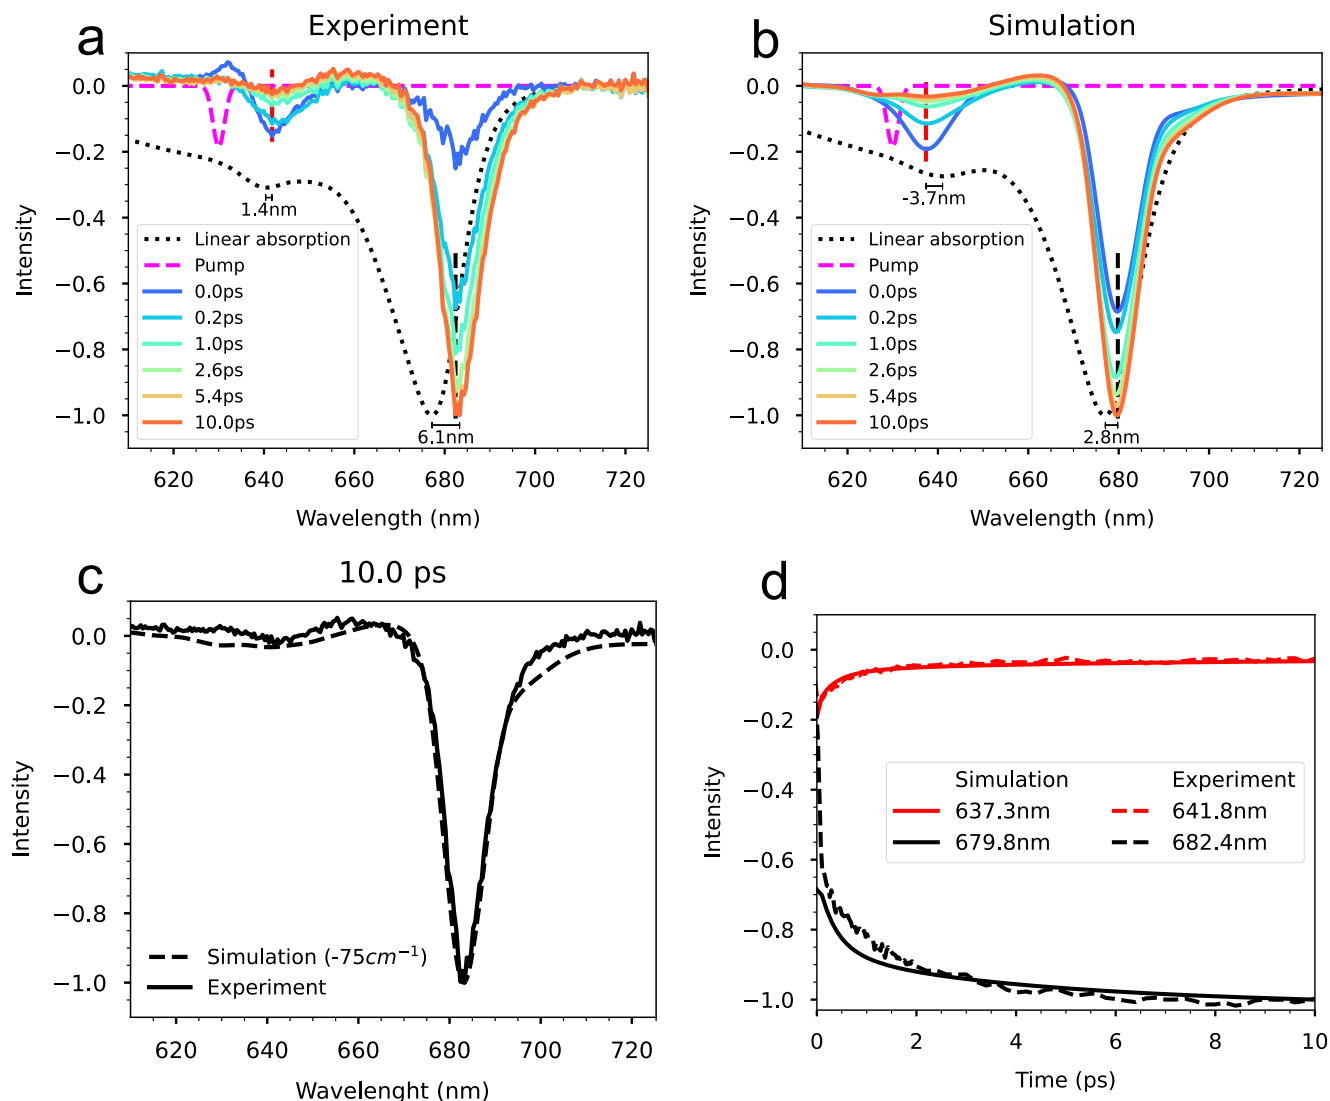 a
Experiment
0.0
−0.2
−0.4
−0.6
−0.8
−1.0
Intensity
1.4nm
6.1nm
Linear absorption
Pump
0.0ps
0.2ps
1.0ps
2.6ps
5.4ps
10.0ps
620 640 660 680 700 720
Wavelength (nm)
b
Simulation
0.0
−0.2
−0.4
−0.6
−0.8
−1.0
Intensity
-3.7nm
2.8nm
Linear absorption
Pump
0.0ps
0.2ps
1.0ps
2.6ps
5.4ps
10.0ps
620 640 660 680 700 720
Wavelength (nm)
c
10.0 ps
0.0
−0.2
−0.4
−0.6
−0.8
−1.0
Intensity
Simulation (-75cm⁻¹)
Experiment
620 640 660 680 700 720
Wavelenght (nm)
d
0.0
−0.2
−0.4
−0.6
−0.8
−1.0
Intensity
Simulation Experiment
637.3nm 641.8nm
679.8nm 682.4nm
0 2 4 6 8 10
Time (ps)